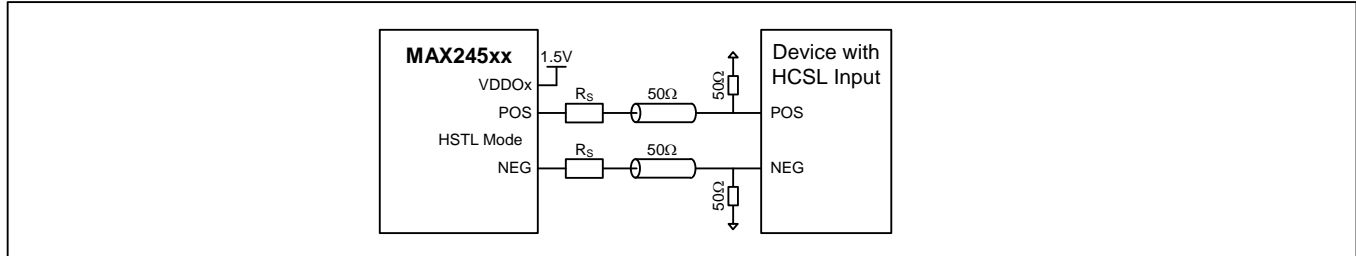 MAX245xx
1.5V
VDDOx
POS
HSTL Mode
NEG
RS
50Ω
RS
50Ω
50Ω
50Ω
Device with
HCSL Input
POS
NEG